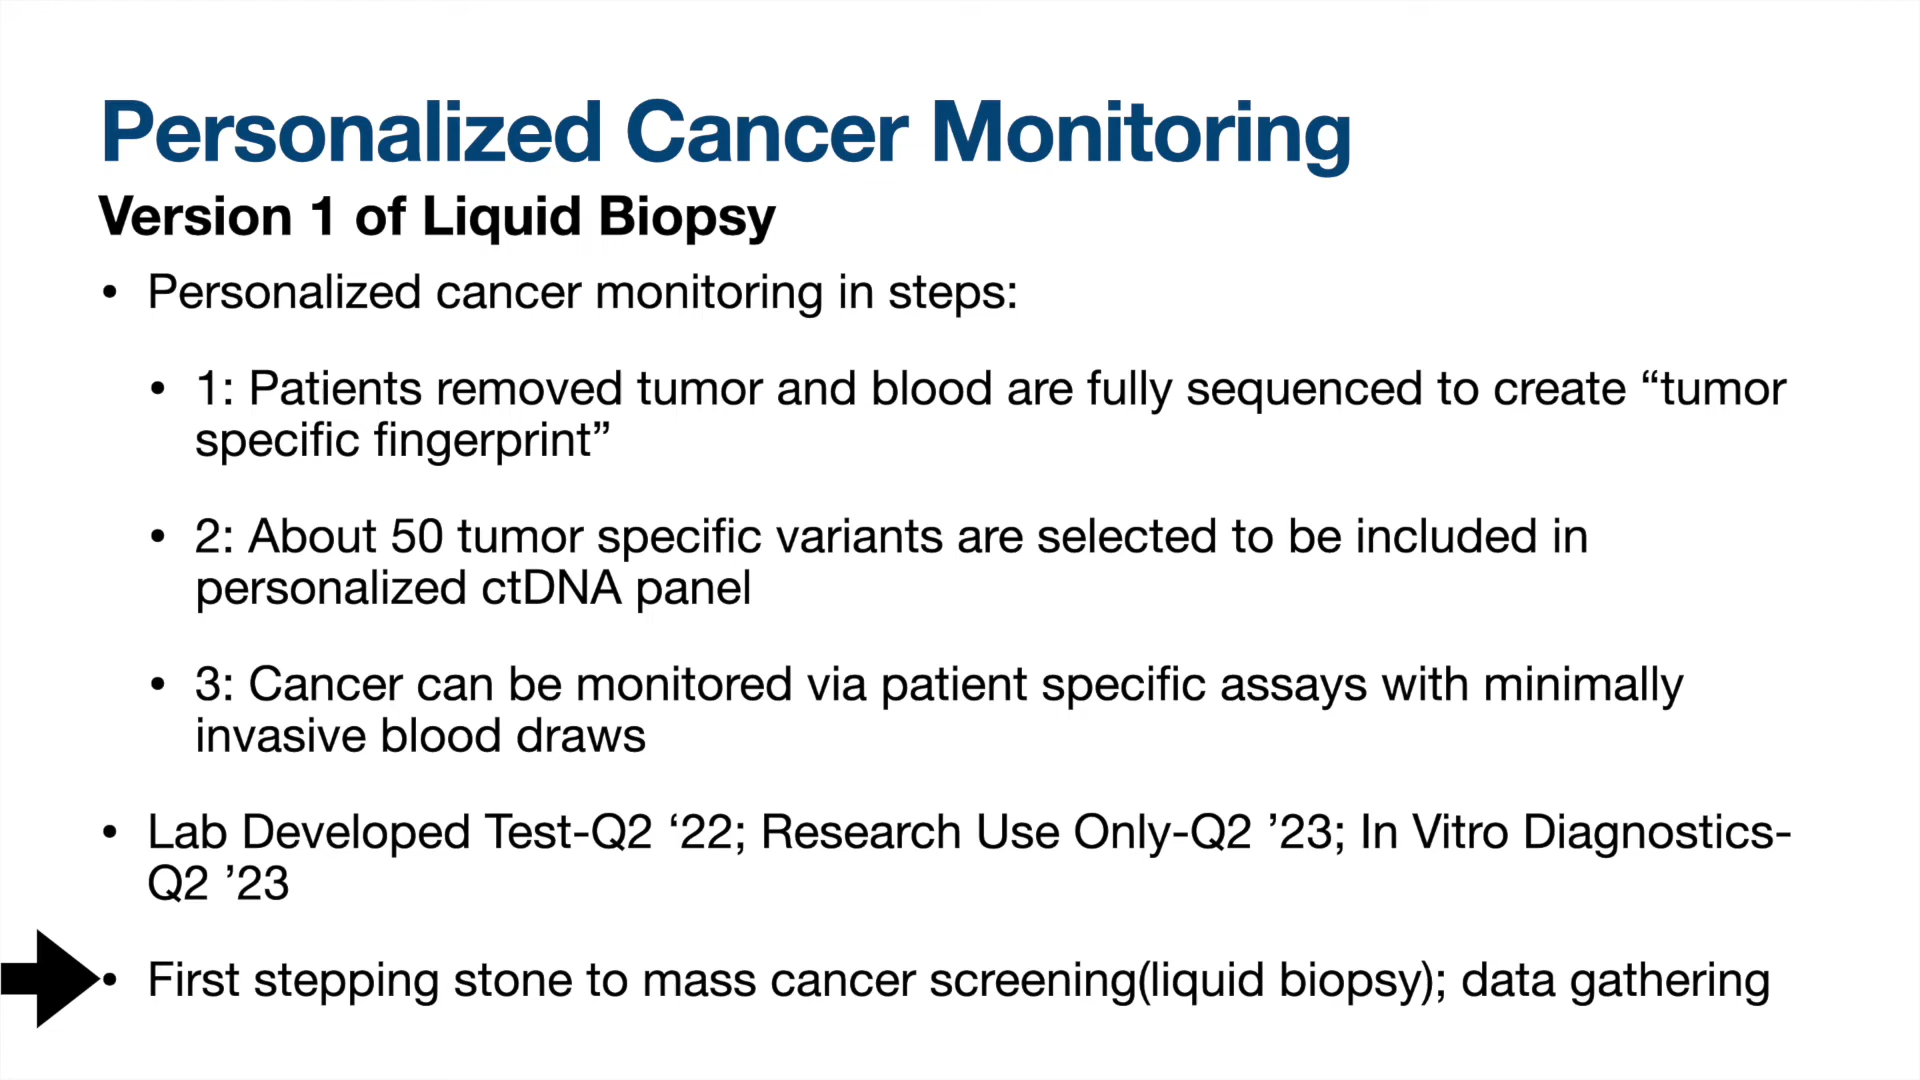 Personalized Cancer Monitoring
Version 1 of Liquid Biopsy
• Personalized cancer monitoring in steps:
• 1: Patients removed tumor and blood are fully sequenced to create “tumor
specific fingerprint”
• 2: About 50 tumor specific variants are selected to be included in
personalized ctDNA panel
• 3: Cancer can be monitored via patient specific assays with minimally
invasive blood draws
• Lab Developed Test-Q2 ‘22; Research Use Only-Q2 ’23; In Vitro Diagnostics-
Q2 ’23
• First stepping stone to mass cancer screening(liquid biopsy); data gathering